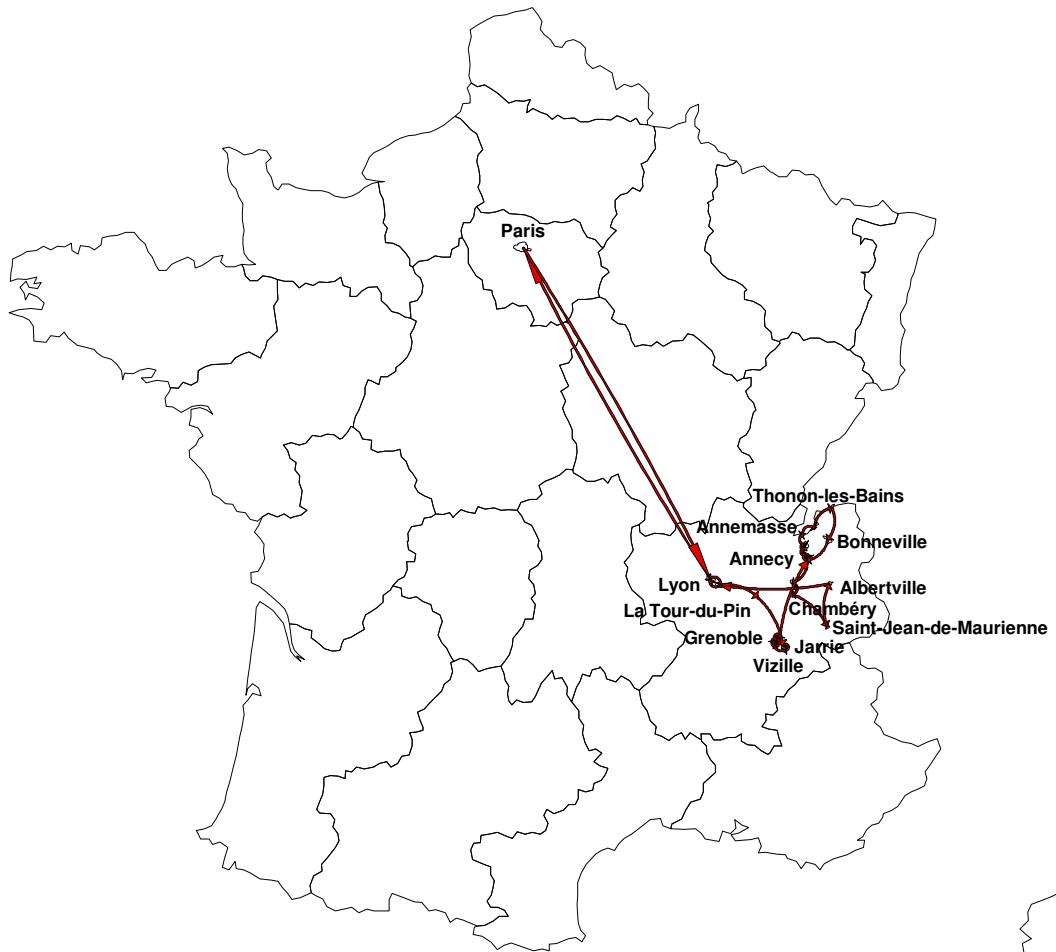 Paris
Thonon-les-Bains
Annemasse
Bonneville
Annecy
Lyon
Albertville
La Tour-du-Pin
Chambéry
Saint-Jean-de-Maurienne
Grenoble
Jarrie
Vizille